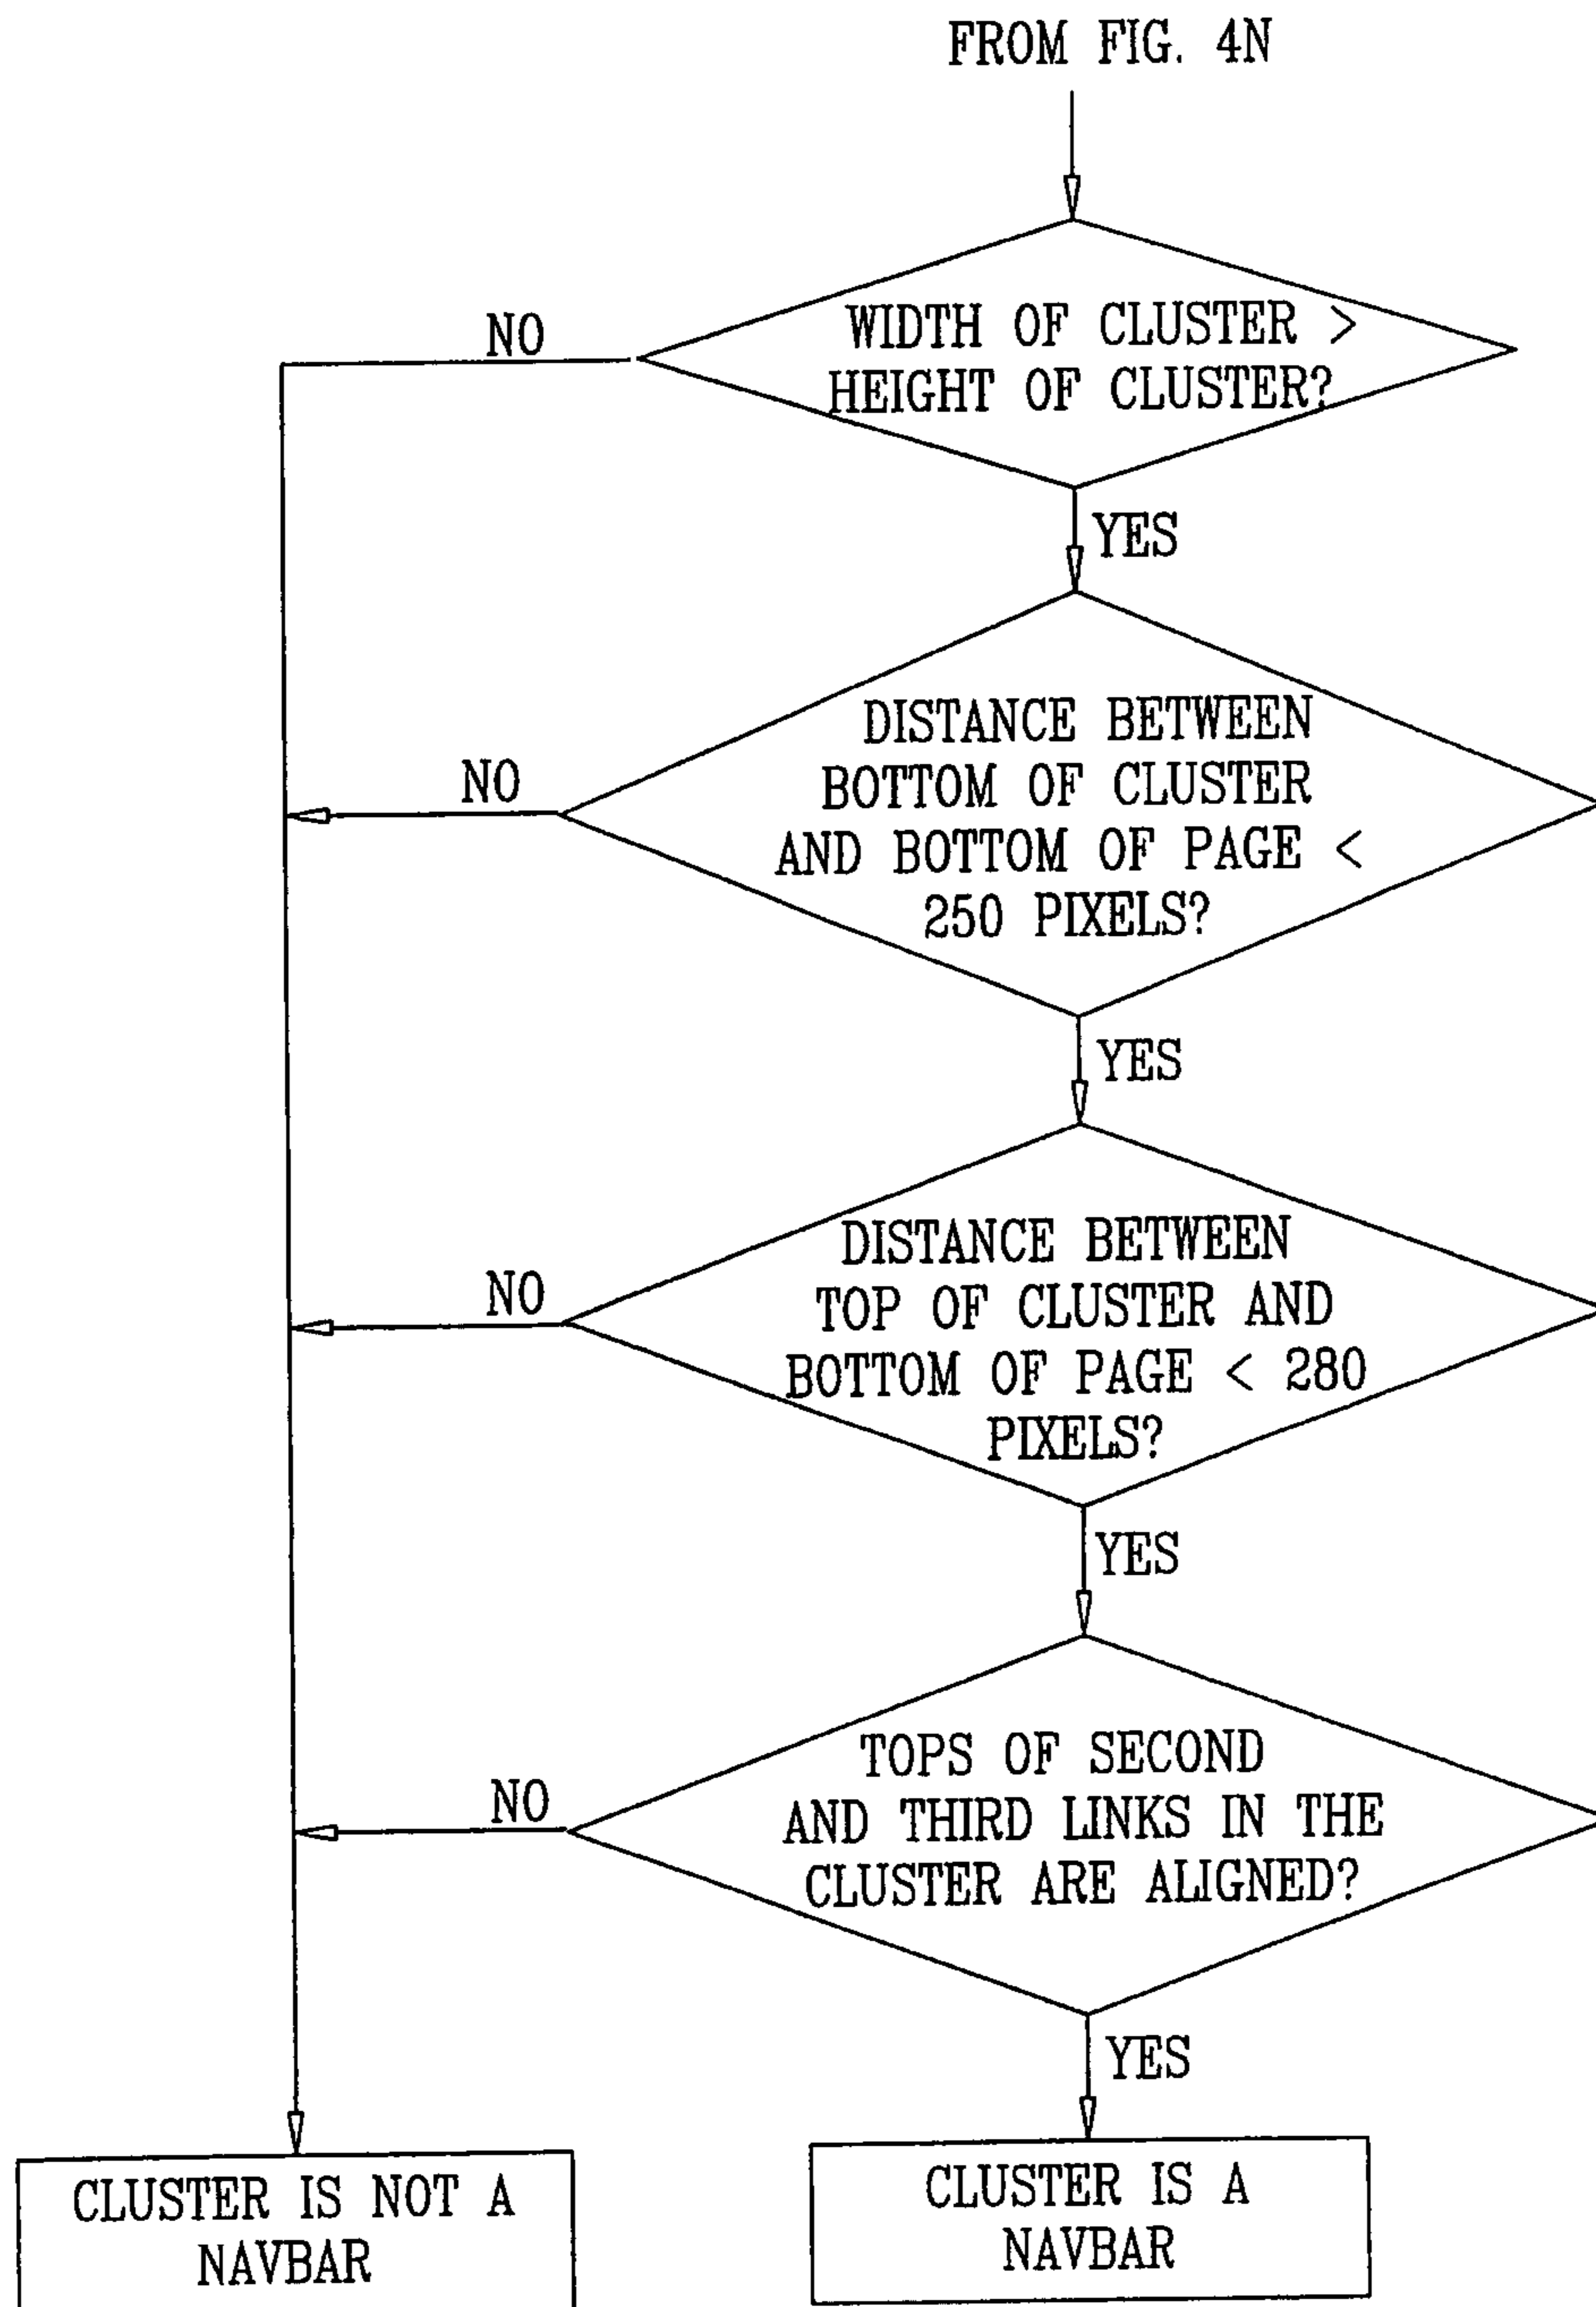 FROM FIG. 4N
WIDTH OF CLUSTER >
HEIGHT OF CLUSTER?
NO
YES
DISTANCE BETWEEN
BOTTOM OF CLUSTER
AND BOTTOM OF PAGE <
250 PIXELS?
NO
YES
DISTANCE BETWEEN
TOP OF CLUSTER AND
BOTTOM OF PAGE < 280
PIXELS?
NO
YES
TOPS OF SECOND
AND THIRD LINKS IN THE
CLUSTER ARE ALIGNED?
NO
YES
CLUSTER IS NOT A
NAVBAR
CLUSTER IS A
NAVBAR